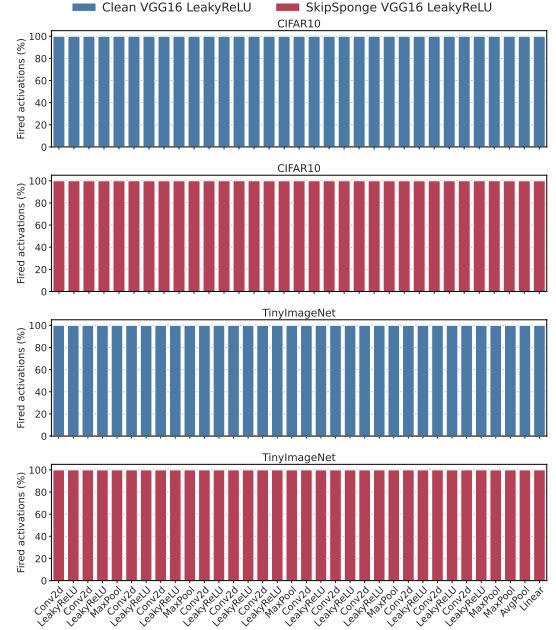 Clean VGG16 LeakyReLU
SkipSponge VGG16 LeakyReLU
CIFAR10
Fired activations (%)
100
80
60
40
20
0
CIFAR10
Fired activations (%)
100
80
60
40
20
0
TinyImageNet
Fired activations (%)
100
80
60
40
20
0
TinyImageNet
Fired activations (%)
100
80
60
40
20
0
Conv2d
LeakyReLU
Conv2d
LeakyReLU
MaxPool
Conv2d
LeakyReLU
Conv2d
LeakyReLU
MaxPool
Conv2d
LeakyReLU
Conv2d
LeakyReLU
Conv2d
LeakyReLU
MaxPool
Conv2d
LeakyReLU
Conv2d
LeakyReLU
Conv2d
LeakyReLU
MaxPool
Conv2d
LeakyReLU
Conv2d
LeakyReLU
Conv2d
LeakyReLU
MaxPool
MaxPool
AvgPool
Linear